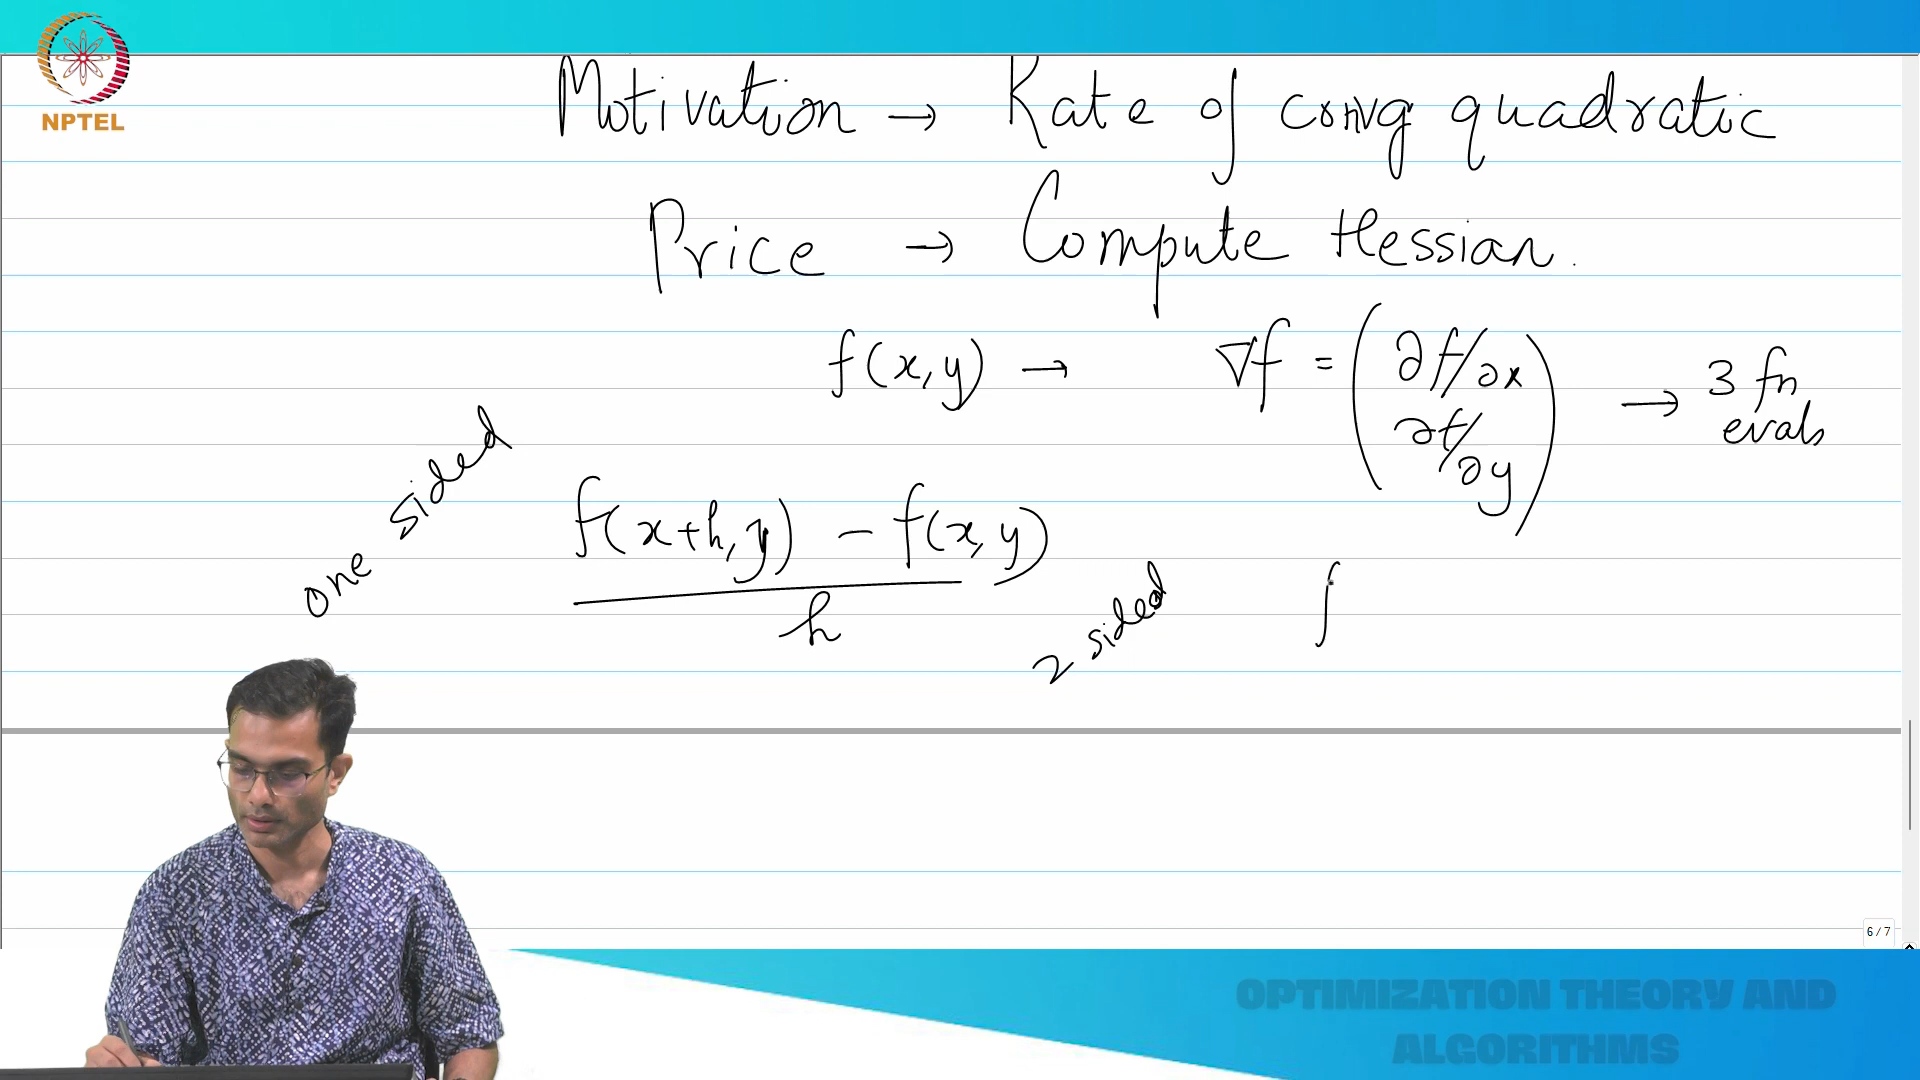 NPTEL
Motivation → Rate of convg quadratic
Price → Compute Hessian.
f(x,y) → ∇f = (∂f/∂x ∂f/∂y) → 3 fn evals
one sided
f(x+h,y) - f(x,y)
h
2 sided
f
6 / 7
OPTIMIZATION THEORY AND
ALGORITHMS